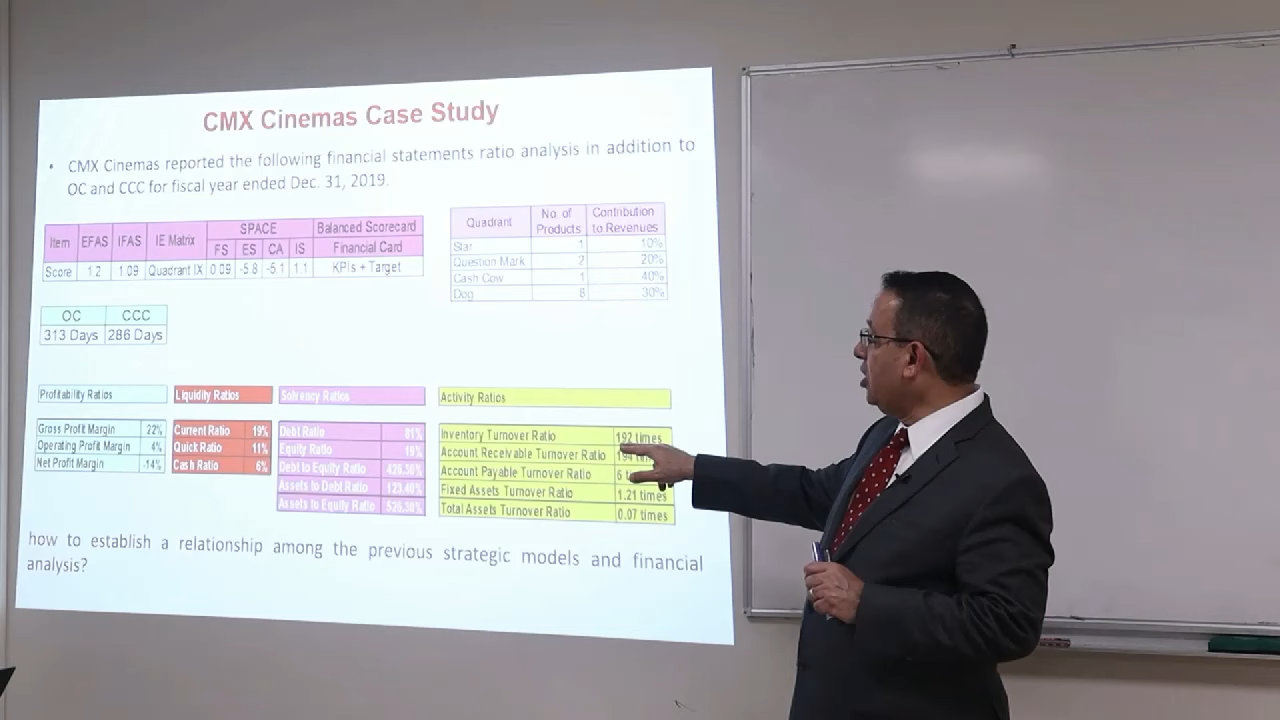 CMX Cinemas Case Study
• CMX Cinemas reported the following financial statements ratio analysis in addition to
OC and CCC for fiscal year ended Dec. 31, 2019.
Item EFAS IFAS IE Matrix SPACE Balanced Scorecard
FS ES CA IS Financial Card
Score 1.2 1.09 Quadrant IX 0.09 -5.8 -5.1 1.1 KPIs + Target
Quadrant No. of Products Contribution to Revenues
Star 1 10%
Question Mark 2 20%
Cash Cow 1 40%
Dog 30%
OC CCC
313 Days 286 Days
Profitability Ratios
Gross Profit Margin 22%
Operating Profit Margin 4%
Net Profit Margin -14%
Liquidity Ratios
Current Ratio 19%
Quick Ratio 11%
Cash Ratio 6%
Solvency Ratios
Debt Ratio 81%
Equity Ratio 19%
Debt to Equity Ratio 426.30%
Assets to Debt Ratio 123.40%
Assets to Equity Ratio 526.30%
Activity Ratios
Inventory Turnover Ratio 192 times
Account Receivable Turnover Ratio
Account Payable Turnover Ratio
Fixed Assets Turnover Ratio 1.21 times
Total Assets Turnover Ratio 0.07 times
how to establish a relationship among the previous strategic models and financial
analysis?